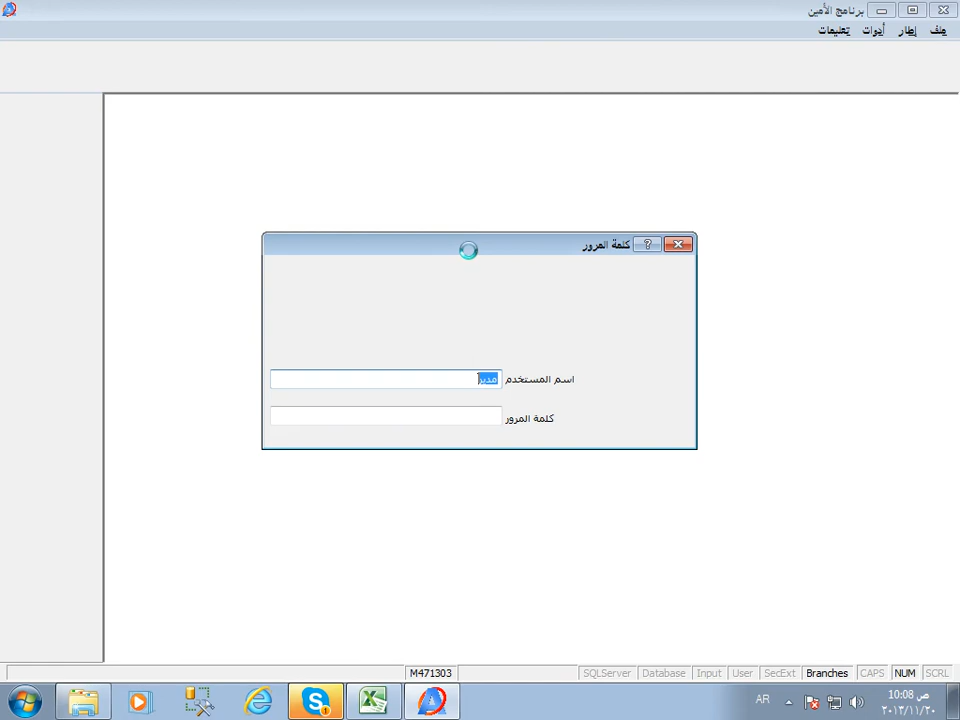 برنامج الأمين
ملف إطار أدوات تعليمات
كلمة المرور
اسم المستخدم مدير
كلمة المرور
M471303 SQLServer Database Input User SecExt Branches CAPS NUM SCRL
AR
10:08 ص
٢٠١٣/١١/٢٠